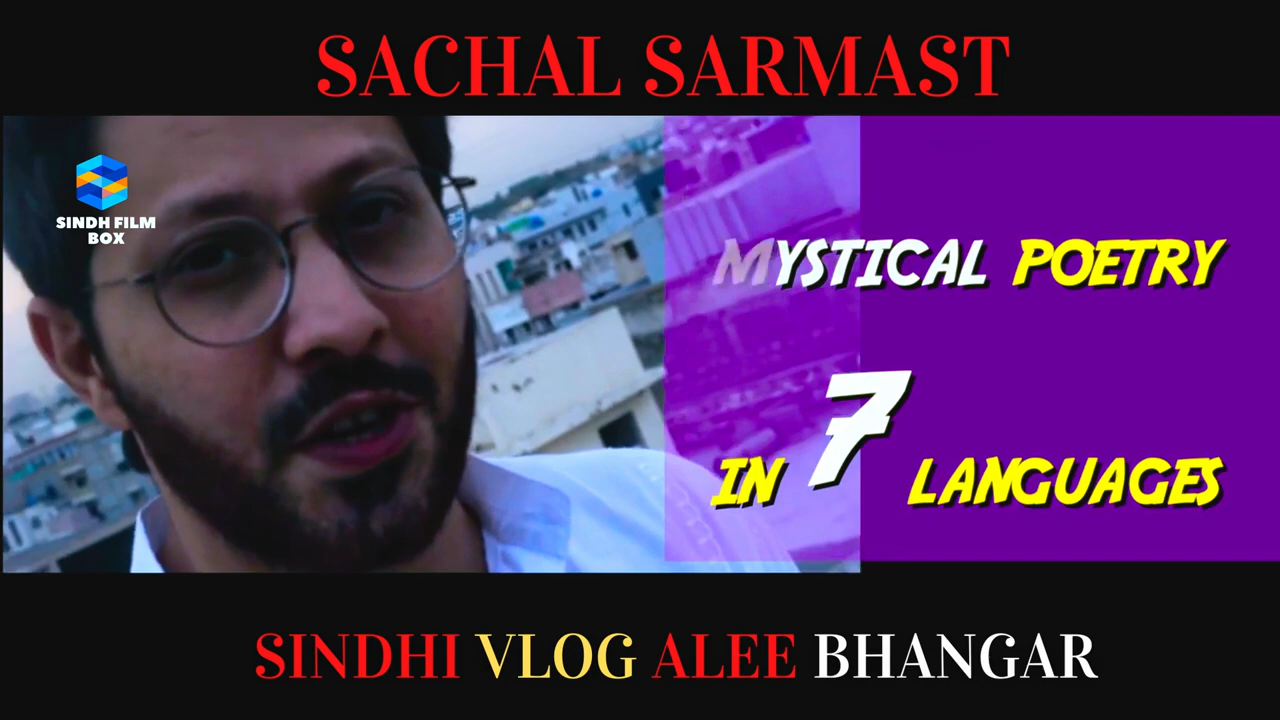 SACHAL SARMAST
SINDH FILM
BOX
MYSTICAL POETRY
IN 7 LANGUAGES
SINDHI VLOG ALEE BHANGAR